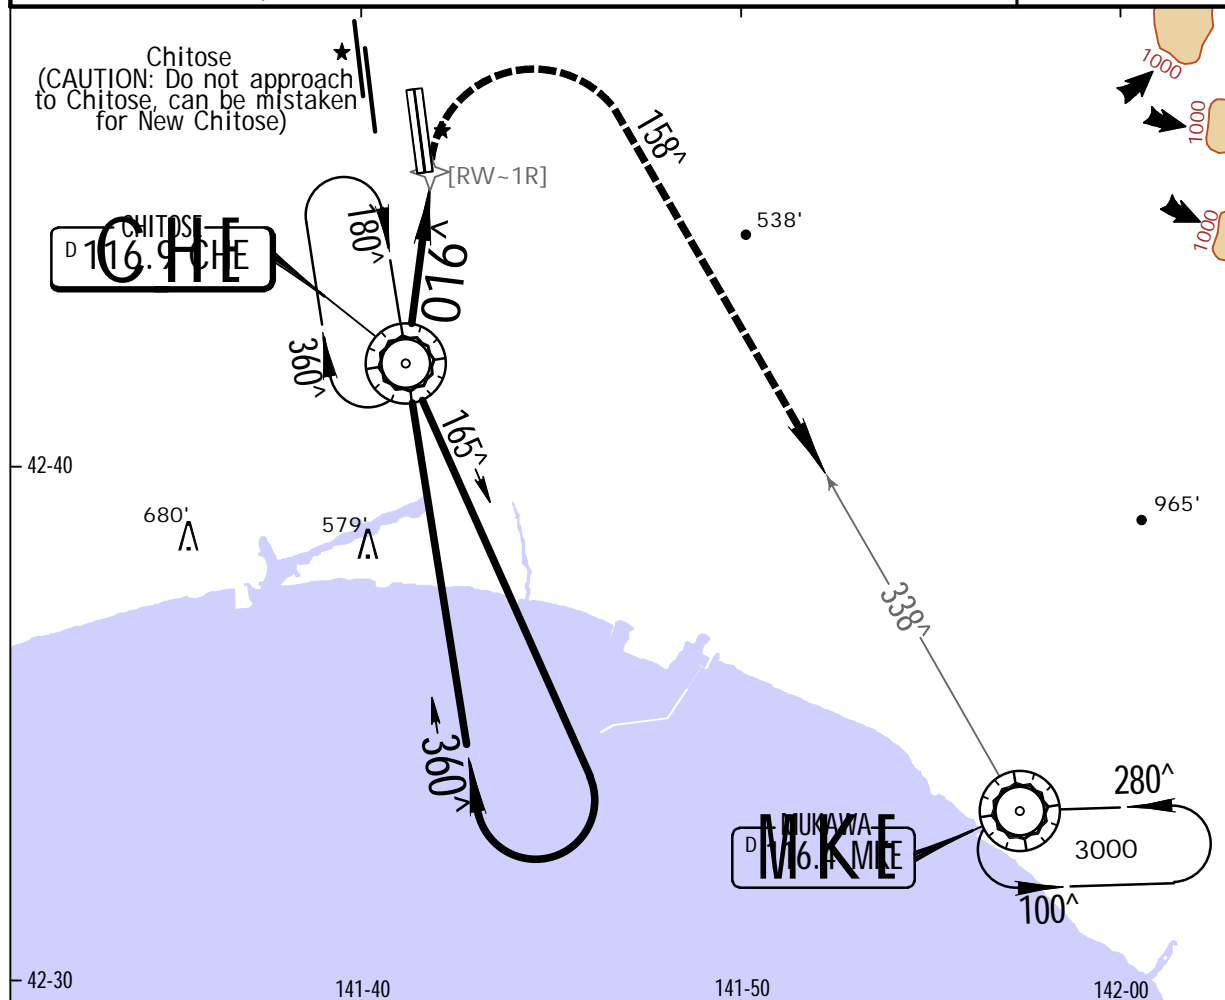 Chitose
(CAUTION: Do not approach
to Chitose, can be mistaken
for New Chitose)
1000
1000
1000
158^
[RW~1R]
538'
CHITOSE
D 116.9 CHE
CHE
180^
016^
360^
165^
42-40
680'
579'
965'
338^
360^
280^
MUKAWA
D 116.4 MKE
MKE
3000
100^
42-30
141-40
141-50
142-00